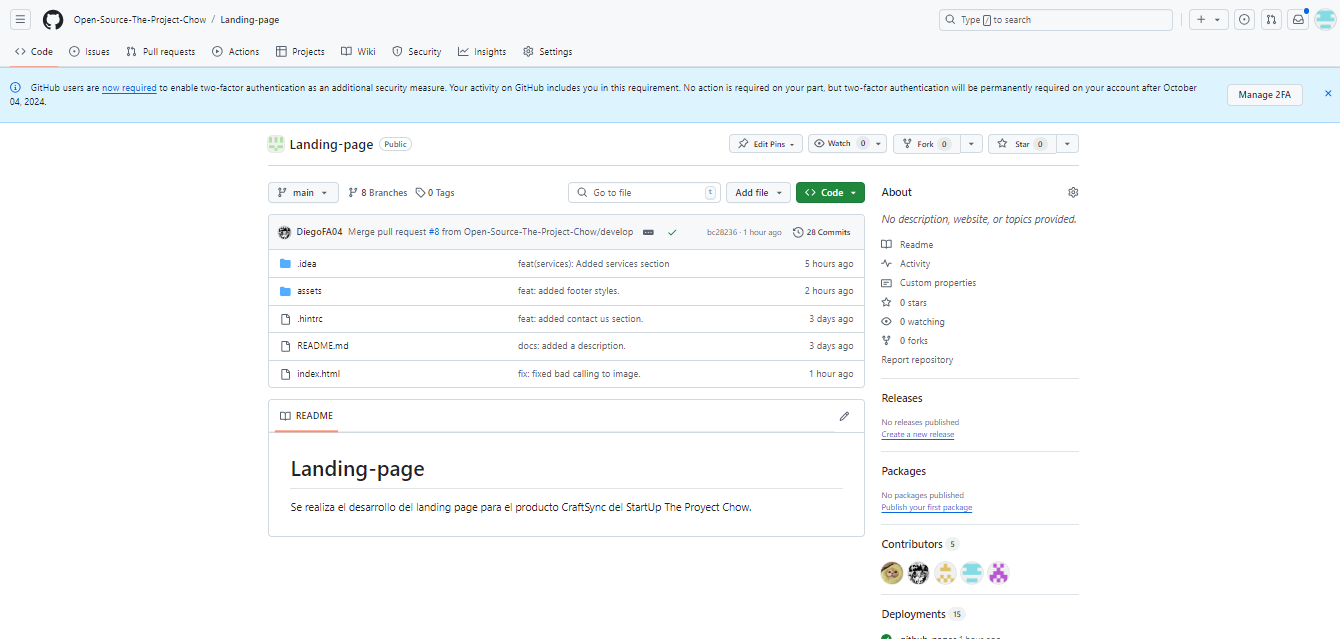 Open-Source-The-Project-Chow / Landing-page
Type / to search
Code Issues Pull requests Actions Projects Wiki Security Insights Settings
GitHub users are now required to enable two-factor authentication as an additional security measure. Your activity on GitHub includes you in this requirement. No action is required on your part, but two-factor authentication will be permanently required on your account after October
04, 2024.
Manage 2FA
Landing-page Public
Edit Pins Watch 0 Fork 0 Star 0
main 8 Branches 0 Tags
Go to file t Add file Code
DiegoFA04 Merge pull request #8 from Open-Source-The-Project-Chow/develop bc28236 · 1 hour ago 28 Commits
.idea feat(services): Added services section 5 hours ago
assets feat: added footer styles. 2 hours ago
.hintrc feat: added contact us section. 3 days ago
README.md docs: added a description. 3 days ago
index.html fix: fixed bad calling to image. 1 hour ago
README
Landing-page
Se realiza el desarrollo del landing page para el producto CraftSync del StartUp The Proyect Chow.
About
No description, website, or topics provided.
Readme
Activity
Custom properties
0 stars
0 watching
0 forks
Report repository
Releases
No releases published
Create a new release
Packages
No packages published
Publish your first package
Contributors 5
Deployments 15
github-pages 1 hour ago